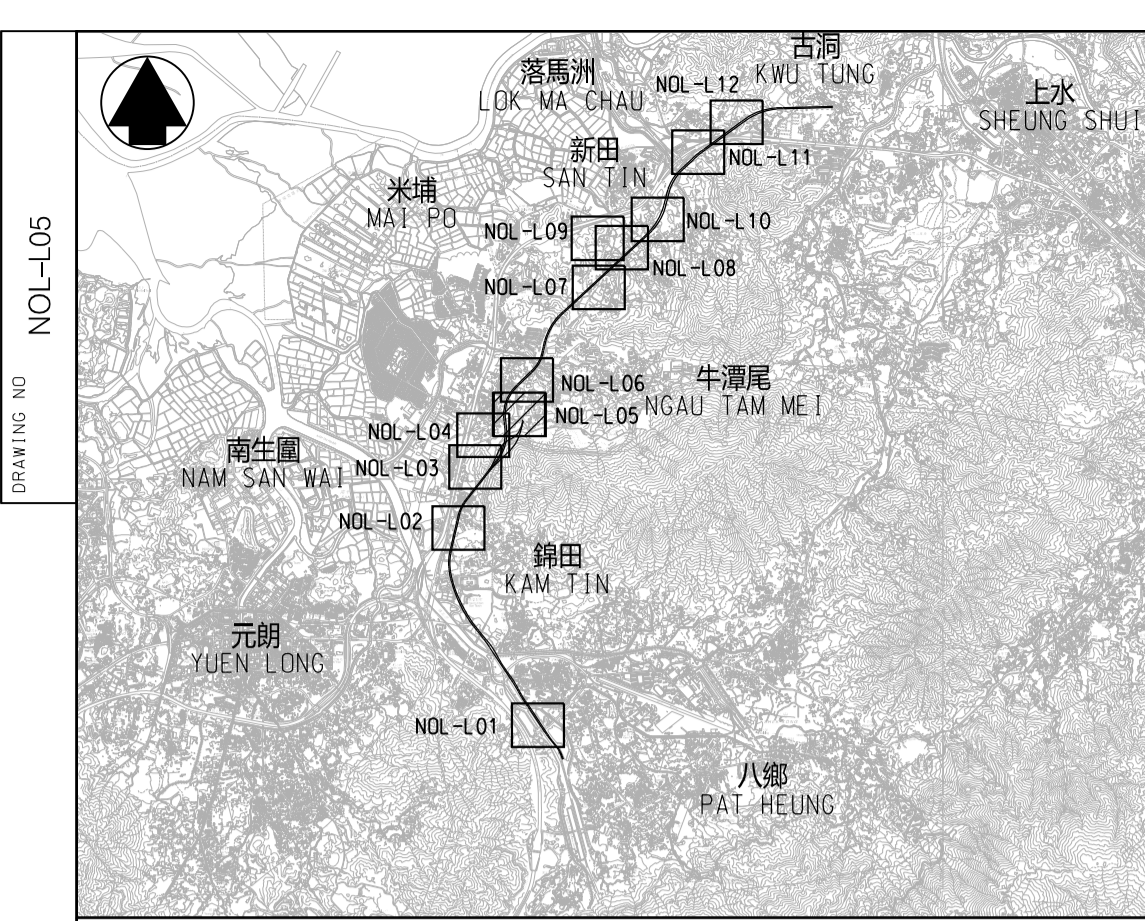 DRAWING NO
NOL-L05
古洞
KWU TUNG
落馬洲
LOK MA CHAU
NOL-L12
上水
SHEUNG SHUI
新田
SAN TIN
NOL-L11
米埔
MAI PO
NOL-L10
NOL-L09
NOL-L08
NOL-L07
NOL-L06
牛潭尾
NGAU TAM MEI
NOL-L05
NOL-L04
南生圍
NAM SAN WAI
NOL-L03
NOL-L02
錦田
KAM TIN
元朗
YUEN LONG
NOL-L01
八鄉
PAT HEUNG